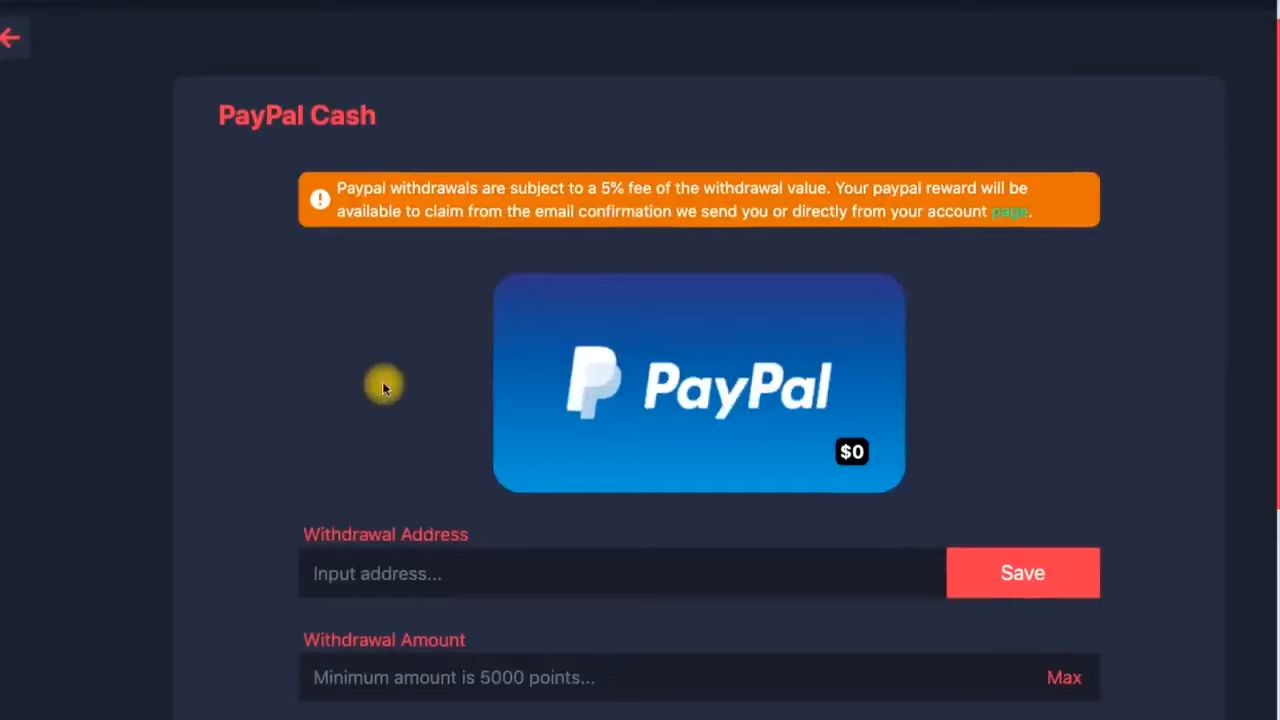 PayPal Cash
Paypal withdrawals are subject to a 5% fee of the withdrawal value. Your paypal reward will be
available to claim from the email confirmation we send you or directly from your account page.
PayPal
$0
Withdrawal Address
Input address...
Save
Withdrawal Amount
Minimum amount is 5000 points...
Max